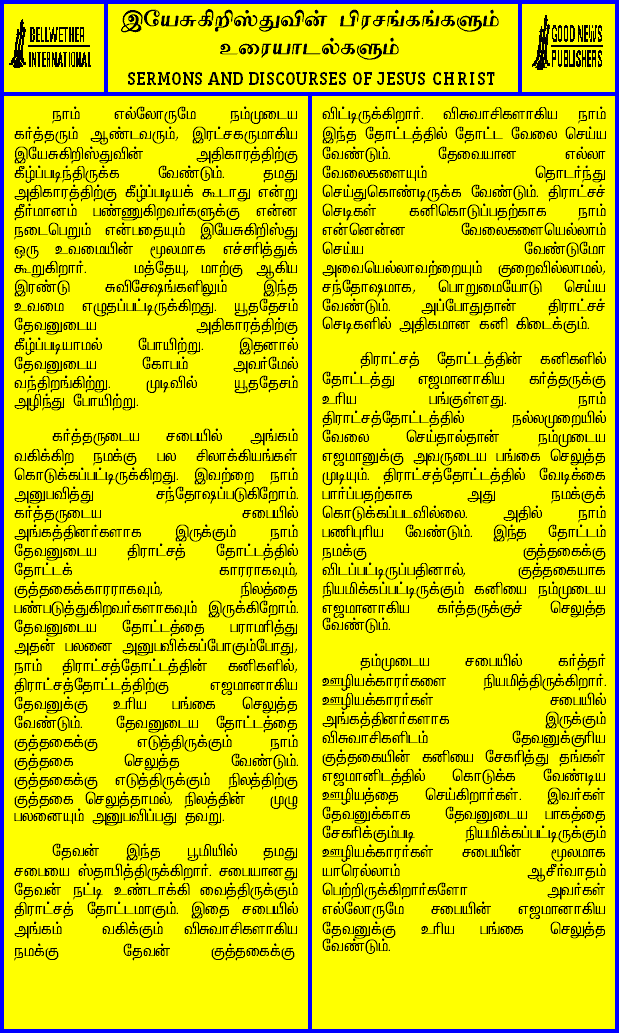 BELLWETHER
INTERNATIONAL
இயேசுகிறிஸ்துவின் பிரசங்கங்களும்
உரையாடல்களும்
SERMONS AND DISCOURSES OF JESUS CHRIST
GOOD NEWS
PUBLISHERS
நாம் எல்லோருமே நம்முடைய
கர்த்தரும் ஆண்டவரும், இரட்சகருமாகிய
இயேசுகிறிஸ்துவின் அதிகாரத்திற்கு
கீழ்ப்படிந்திருக்க வேண்டும். தமது
அதிகாரத்திற்கு கீழ்ப்படியக் கூடாது என்று
தீர்மானம் பண்ணுகிறவர்களுக்கு என்ன
நடைபெறும் என்பதையும் இயேசுகிறிஸ்து
ஒரு உவமையின் மூலமாக எச்சரித்துக்
கூறுகிறார். மத்தேயு, மாற்கு ஆகிய
இரண்டு சுவிசேஷங்களிலும் இந்த
உவமை எழுதப்பட்டிருக்கிறது. யூததேசம்
தேவனுடைய அதிகாரத்திற்கு
கீழ்ப்படியாமல் போயிற்று. இதனால்
தேவனுடைய கோபம் அவர்மேல்
வந்திறங்கிற்று. முடிவில் யூததேசம்
அழிந்து போயிற்று.
கர்த்தருடைய சபையில் அங்கம்
வகிக்கிற நமக்கு பல சிலாக்கியங்கள்
கொடுக்கப்பட்டிருக்கிறது. இவற்றை நாம்
அனுபவித்து சந்தோஷப்படுகிறோம்.
கர்த்தருடைய சபையில்
அங்கத்தினர்களாக இருக்கும் நாம்
தேவனுடைய திராட்சத் தோட்டத்தில்
தோட்டக் காரராகவும்,
குத்தகைக்காரராகவும், நிலத்தை
பண்படுத்துகிறவர்களாகவும் இருக்கிறோம்.
தேவனுடைய தோட்டத்தை பராமரித்து
அதன் பலனை அனுபவிக்கப்போகும்போது,
நாம் திராட்சத்தோட்டத்தின் கனிகளில்,
திராட்சத்தோட்டத்திற்கு எஜமானாகிய
தேவனுக்கு உரிய பங்கை செலுத்த
வேண்டும். தேவனுடைய தோட்டத்தை
குத்தகைக்கு எடுத்திருக்கும் நாம்
குத்தகை செலுத்த வேண்டும்.
குத்தகைக்கு எடுத்திருக்கும் நிலத்திற்கு
குத்தகை செலுத்தாமல், நிலத்தின் முழு
பலனையும் அனுபவிப்பது தவறு.
தேவன் இந்த பூமியில் தமது
சபையை ஸ்தாபித்திருக்கிறார். சபையானது
தேவன் நட்டி உண்டாக்கி வைத்திருக்கும்
திராட்சத் தோட்டமாகும். இதை சபையில்
அங்கம் வகிக்கும் விசுவாசிகளாகிய
நமக்கு தேவன் குத்தகைக்கு
விட்டிருக்கிறார். விசுவாசிகளாகிய நாம்
இந்த தோட்டத்தில் தோட்ட வேலை செய்ய
வேண்டும். தேவையான எல்லா
வேலைகளையும் தொடர்ந்து
செய்துகொண்டிருக்க வேண்டும். திராட்சச்
செடிகள் கனிகொடுப்பதற்காக நாம்
என்னென்ன வேலைகளையெல்லாம்
செய்ய வேண்டுமோ
அவையெல்லாவற்றையும் குறைவில்லாமல்,
சந்தோஷமாக, பொறுமையோடு செய்ய
வேண்டும். அப்போதுதான் திராட்சச்
செடிகளில் அதிகமான கனி கிடைக்கும்.
திராட்சத் தோட்டத்தின் கனிகளில்
தோட்டத்து எஜமானாகிய கர்த்தருக்கு
உரிய பங்குள்ளது. நாம்
திராட்சத்தோட்டத்தில் நல்லமுறையில்
வேலை செய்தால்தான் நம்முடைய
எஜமானுக்கு அவருடைய பங்கை செலுத்த
முடியும். திராட்சத்தோட்டத்தில் வேடிக்கை
பார்ப்பதற்காக அது நமக்குக்
கொடுக்கப்படவில்லை. அதில் நாம்
பணிபுரிய வேண்டும். இந்த தோட்டம்
நமக்கு குத்தகைக்கு
விடப்பட்டிருப்பதினால், குத்தகையாக
நியமிக்கப்பட்டிருக்கும் கனியை நம்முடைய
எஜமானாகிய கர்த்தருக்குச் செலுத்த
வேண்டும்.
தம்முடைய சபையில் கர்த்தர்
ஊழியக்காரர்களை நியமித்திருக்கிறார்.
ஊழியக்காரர்கள் சபையில்
அங்கத்தினர்களாக இருக்கும்
விசுவாசிகளிடம் தேவனுக்குரிய
குத்தகையின் கனியை சேகரித்து தங்கள்
எஜமானிடத்தில் கொடுக்க வேண்டிய
ஊழியத்தை செய்கிறார்கள். இவர்கள்
தேவனுக்காக தேவனுடைய பாகத்தை
சேகரிக்கும்படி நியமிக்கப்பட்டிருக்கும்
ஊழியக்காரர்கள் சபையின் மூலமாக
யாரெல்லாம் ஆசீர்வாதம்
பெற்றிருக்கிறார்களோ அவர்கள்
எல்லோருமே சபையின் எஜமானாகிய
தேவனுக்கு உரிய பங்கை செலுத்த
வேண்டும்.